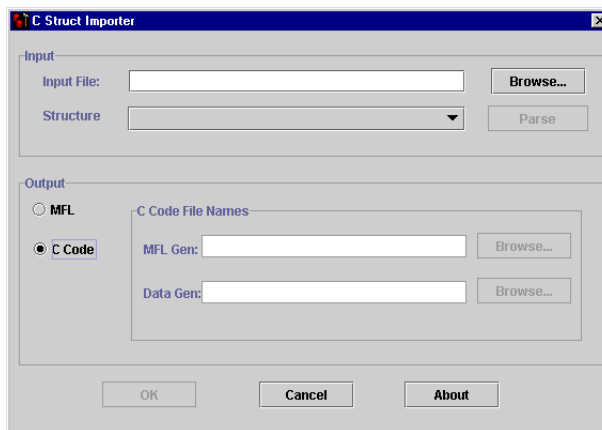 C Struct Importer
Input
Input File:
Browse...
Structure
Parse
Output
MFL
C Code
C Code File Names
MFL Gen:
Browse...
Data Gen:
Browse...
OK
Cancel
About